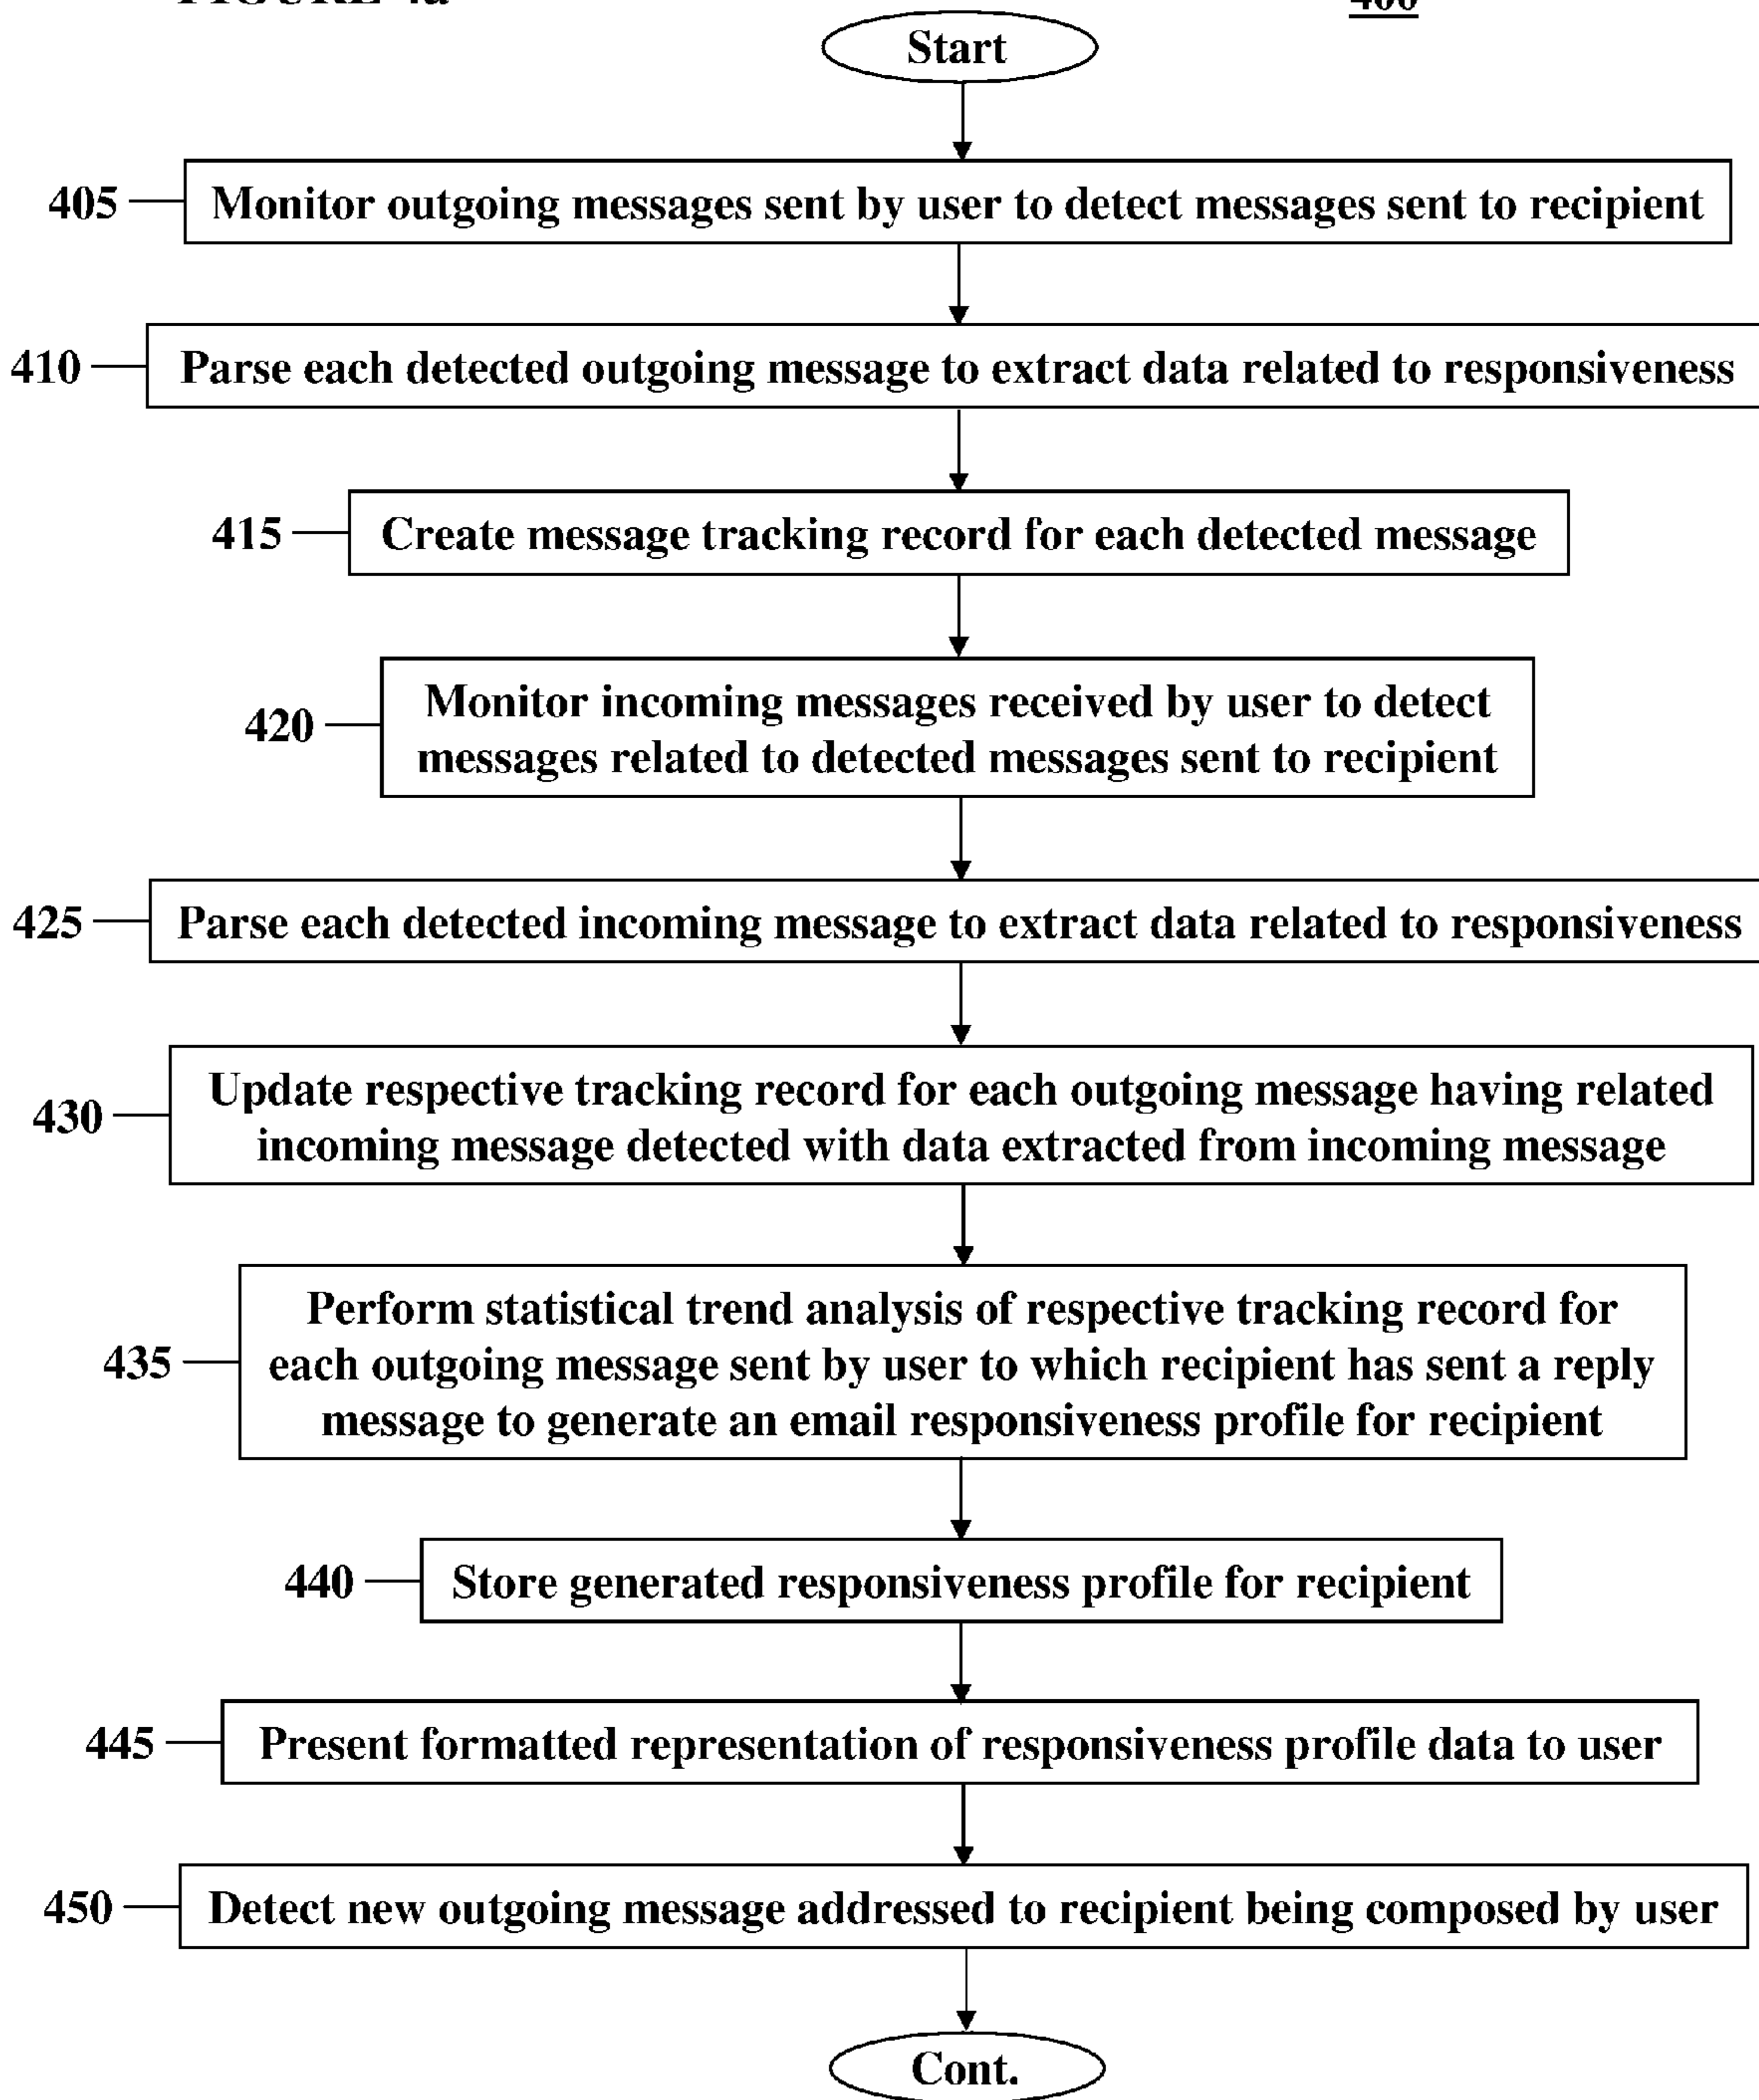 FIGURE 4a
400
Start
405
Monitor outgoing messages sent by user to detect messages sent to recipient
410
Parse each detected outgoing message to extract data related to responsiveness
415
Create message tracking record for each detected message
420
Monitor incoming messages received by user to detect
messages related to detected messages sent to recipient
425
Parse each detected incoming message to extract data related to responsiveness
430
Update respective tracking record for each outgoing message having related
incoming message detected with data extracted from incoming message
435
Perform statistical trend analysis of respective tracking record for
each outgoing message sent by user to which recipient has sent a reply
message to generate an email responsiveness profile for recipient
440
Store generated responsiveness profile for recipient
445
Present formatted representation of responsiveness profile data to user
450
Detect new outgoing message addressed to recipient being composed by user
Cont.